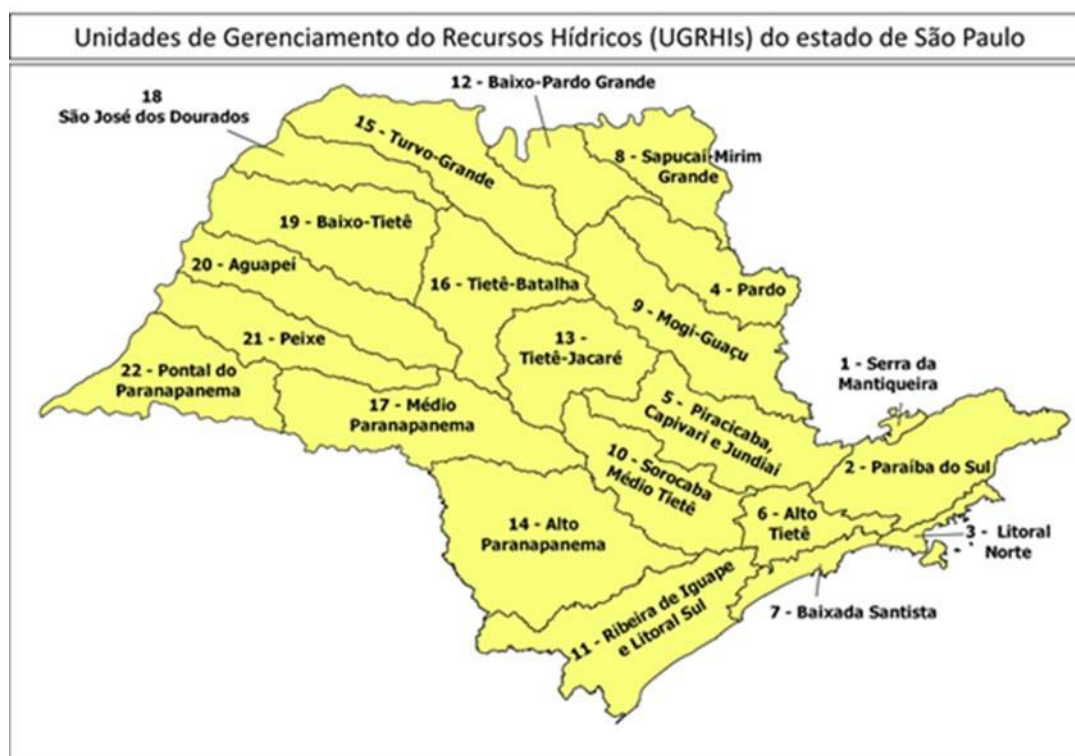 Unidades de Gerenciamento do Recursos Hídricos (UGRHIs) do estado de São Paulo
12 - Baixo-Pardo Grande
18
São José dos Dourados
15 - Turvo-Grande
8 - Sapucaí-Mirim
Grande
19 - Baixo-Tietê
20 - Aguapeí
16 - Tietê-Batalha
4 - Pardo
9 - Mogi-Guaçu
21 - Peixe
13 -
Tietê-Jacaré
22 - Pontal do
Paranapanema
1 - Serra da
Mantiqueira
17 - Médio
Paranapanema
5 - Piracicaba,
Capivari e Jundiai
10 - Sorocaba
Médio Tietê
2 - Paraíba do Sul
6 - Alto
Tietê
14 - Alto
Paranapanema
3 - Litoral
Norte
11 - Ribeira de Iguape
e Litoral Sul
7 - Baixada Santista